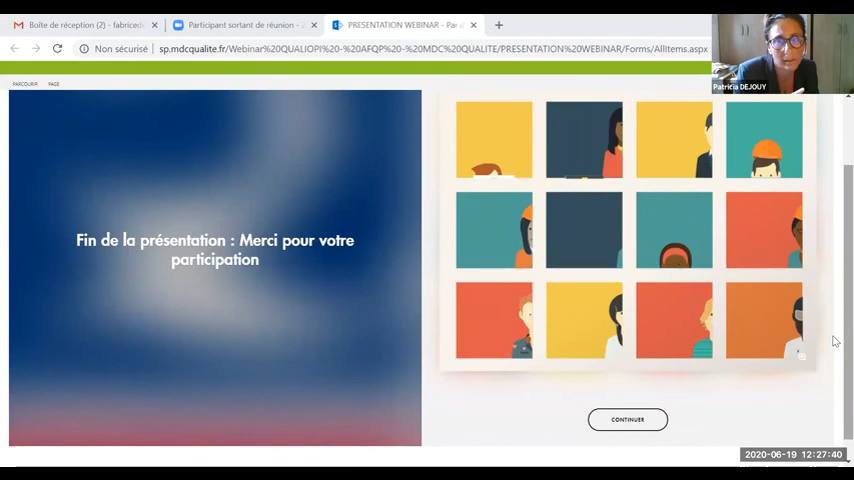 Boîte de réception (2) - fabriced
Participant sortant de réunion - Z
PRESENTATION WEBINAR - Par
Non sécurisé
sp.mdcqualite.fr/Webinar%20QUALIOPI%20-%20AFQP%20-%20MDC%20QUALITE/PRESENTATION%20WEBINAR/Forms/AllItems.aspx
Patricia DEJOUY
PARCOURIR PAGE
Fin de la présentation : Merci pour votre
participation
CONTINUER
2020-06-19 12:27:40